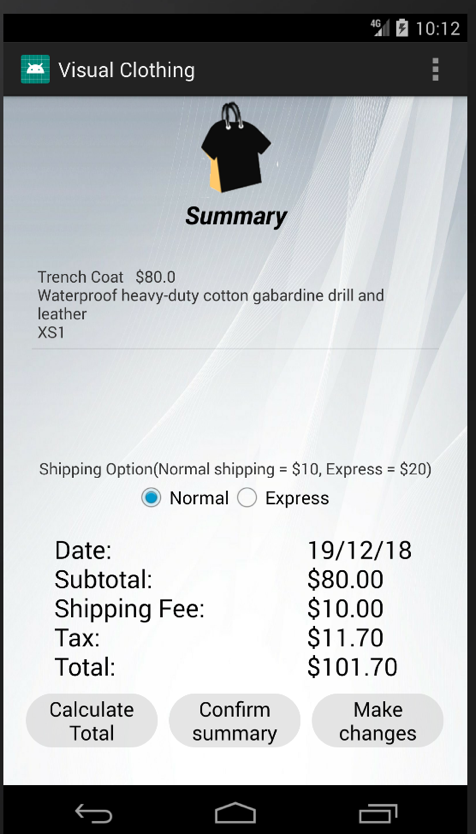 4G 10:12
Visual Clothing
Summary
Trench Coat $80.0
Waterproof heavy-duty cotton gabardine drill and
leather
XS1
Shipping Option(Normal shipping = $10, Express = $20)
Normal Express
Date: 19/12/18
Subtotal: $80.00
Shipping Fee: $10.00
Tax: $11.70
Total: $101.70
Calculate Total
Confirm summary
Make changes